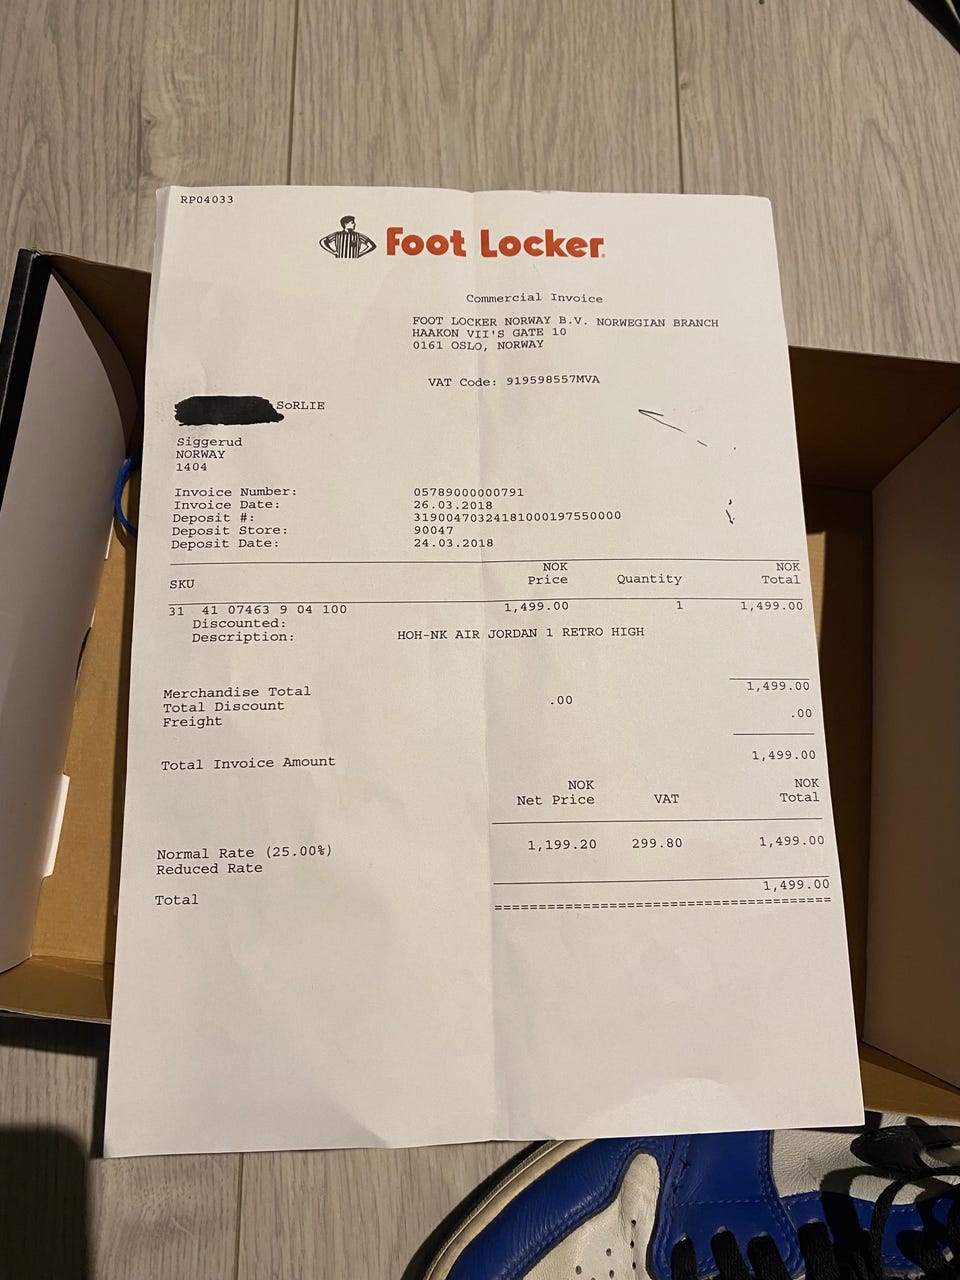 RP04033
Foot Locker
Commercial Invoice
FOOT LOCKER NORWAY B.V. NORWEGIAN BRANCH
HAAKON VII'S GATE 10
0161 OSLO, NORWAY
VAT Code: 919598557MVA
SoRLIE
Siggerud
NORWAY
1404
Invoice Number: 05789000000791
Invoice Date: 26.03.2018
Deposit #: 31900470324181000197550000
Deposit Store: 90047
Deposit Date: 24.03.2018
NOK NOK
SKU Price Quantity Total
31 41 07463 9 04 100 1,499.00 1 1,499.00
Discounted:
Description: HOH-NK AIR JORDAN 1 RETRO HIGH
Merchandise Total 1,499.00
Total Discount .00
Freight .00
Total Invoice Amount 1,499.00
NOK NOK
Net Price VAT Total
Normal Rate (25.00%) 1,199.20 299.80 1,499.00
Reduced Rate
Total 1,499.00